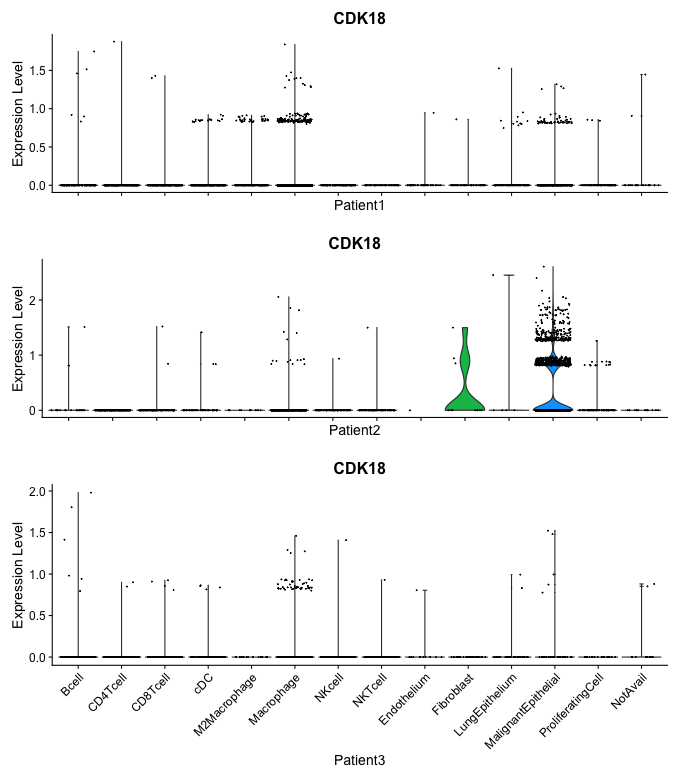 CDK18
Expression Level
1.5
1.0
0.5
0.0
Patient1
CDK18
Expression Level
2
1
0
Patient2
CDK18
Expression Level
2.0
1.5
1.0
0.5
0.0
Bcell
CD4Tcell
CD8Tcell
cDC
M2Macrophage
Macrophage
NKcell
NKTcell
Endothelium
Fibroblast
LungEpithelium
MalignantEpithelial
ProliferatingCell
NotAvail
Patient3